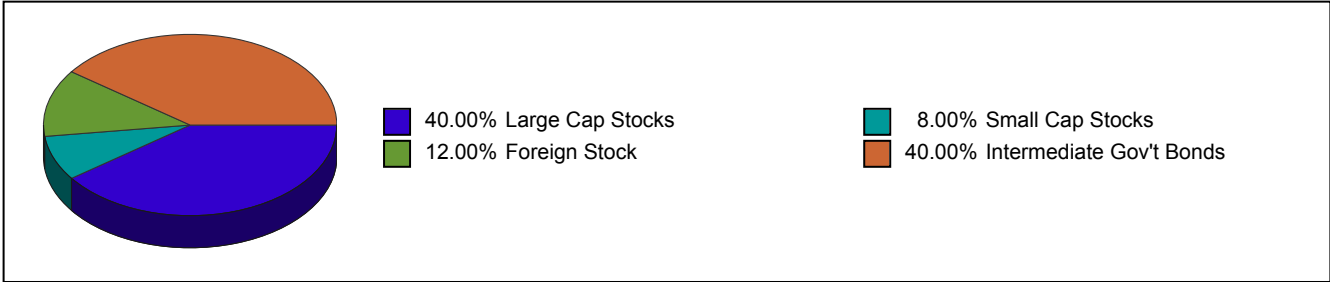 40.00% Large Cap Stocks
8.00% Small Cap Stocks
12.00% Foreign Stock
40.00% Intermediate Gov't Bonds